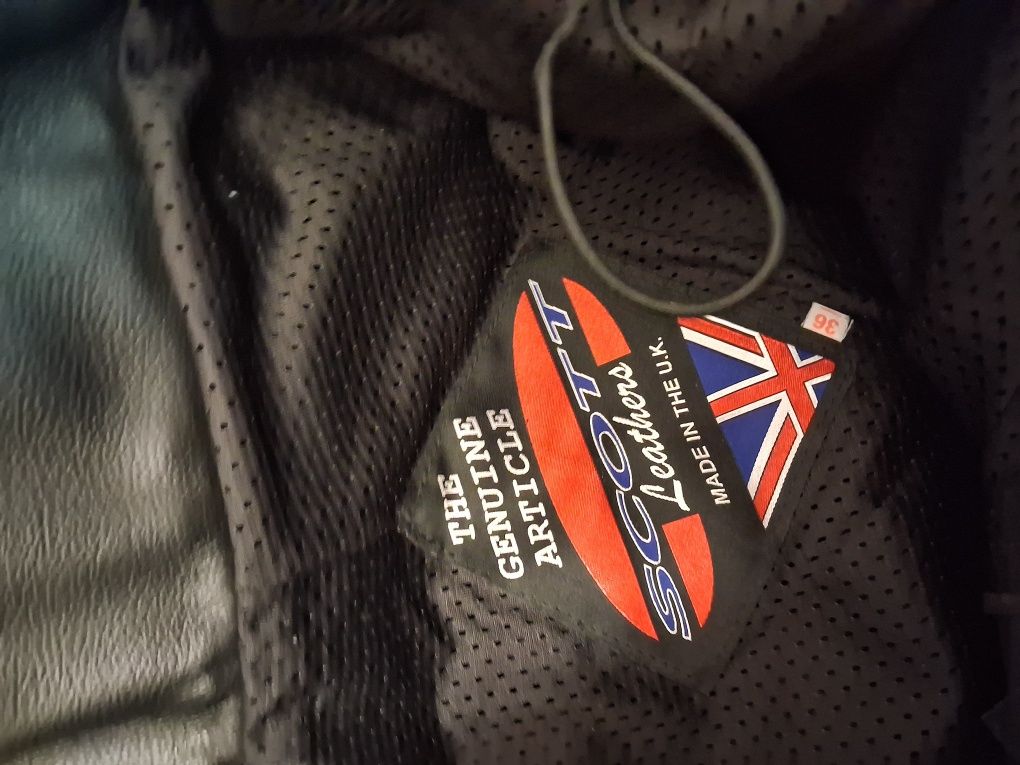 THE
GENUINE
ARTICLE
SCOTT
Leathers
MADE IN THE U.K.
36